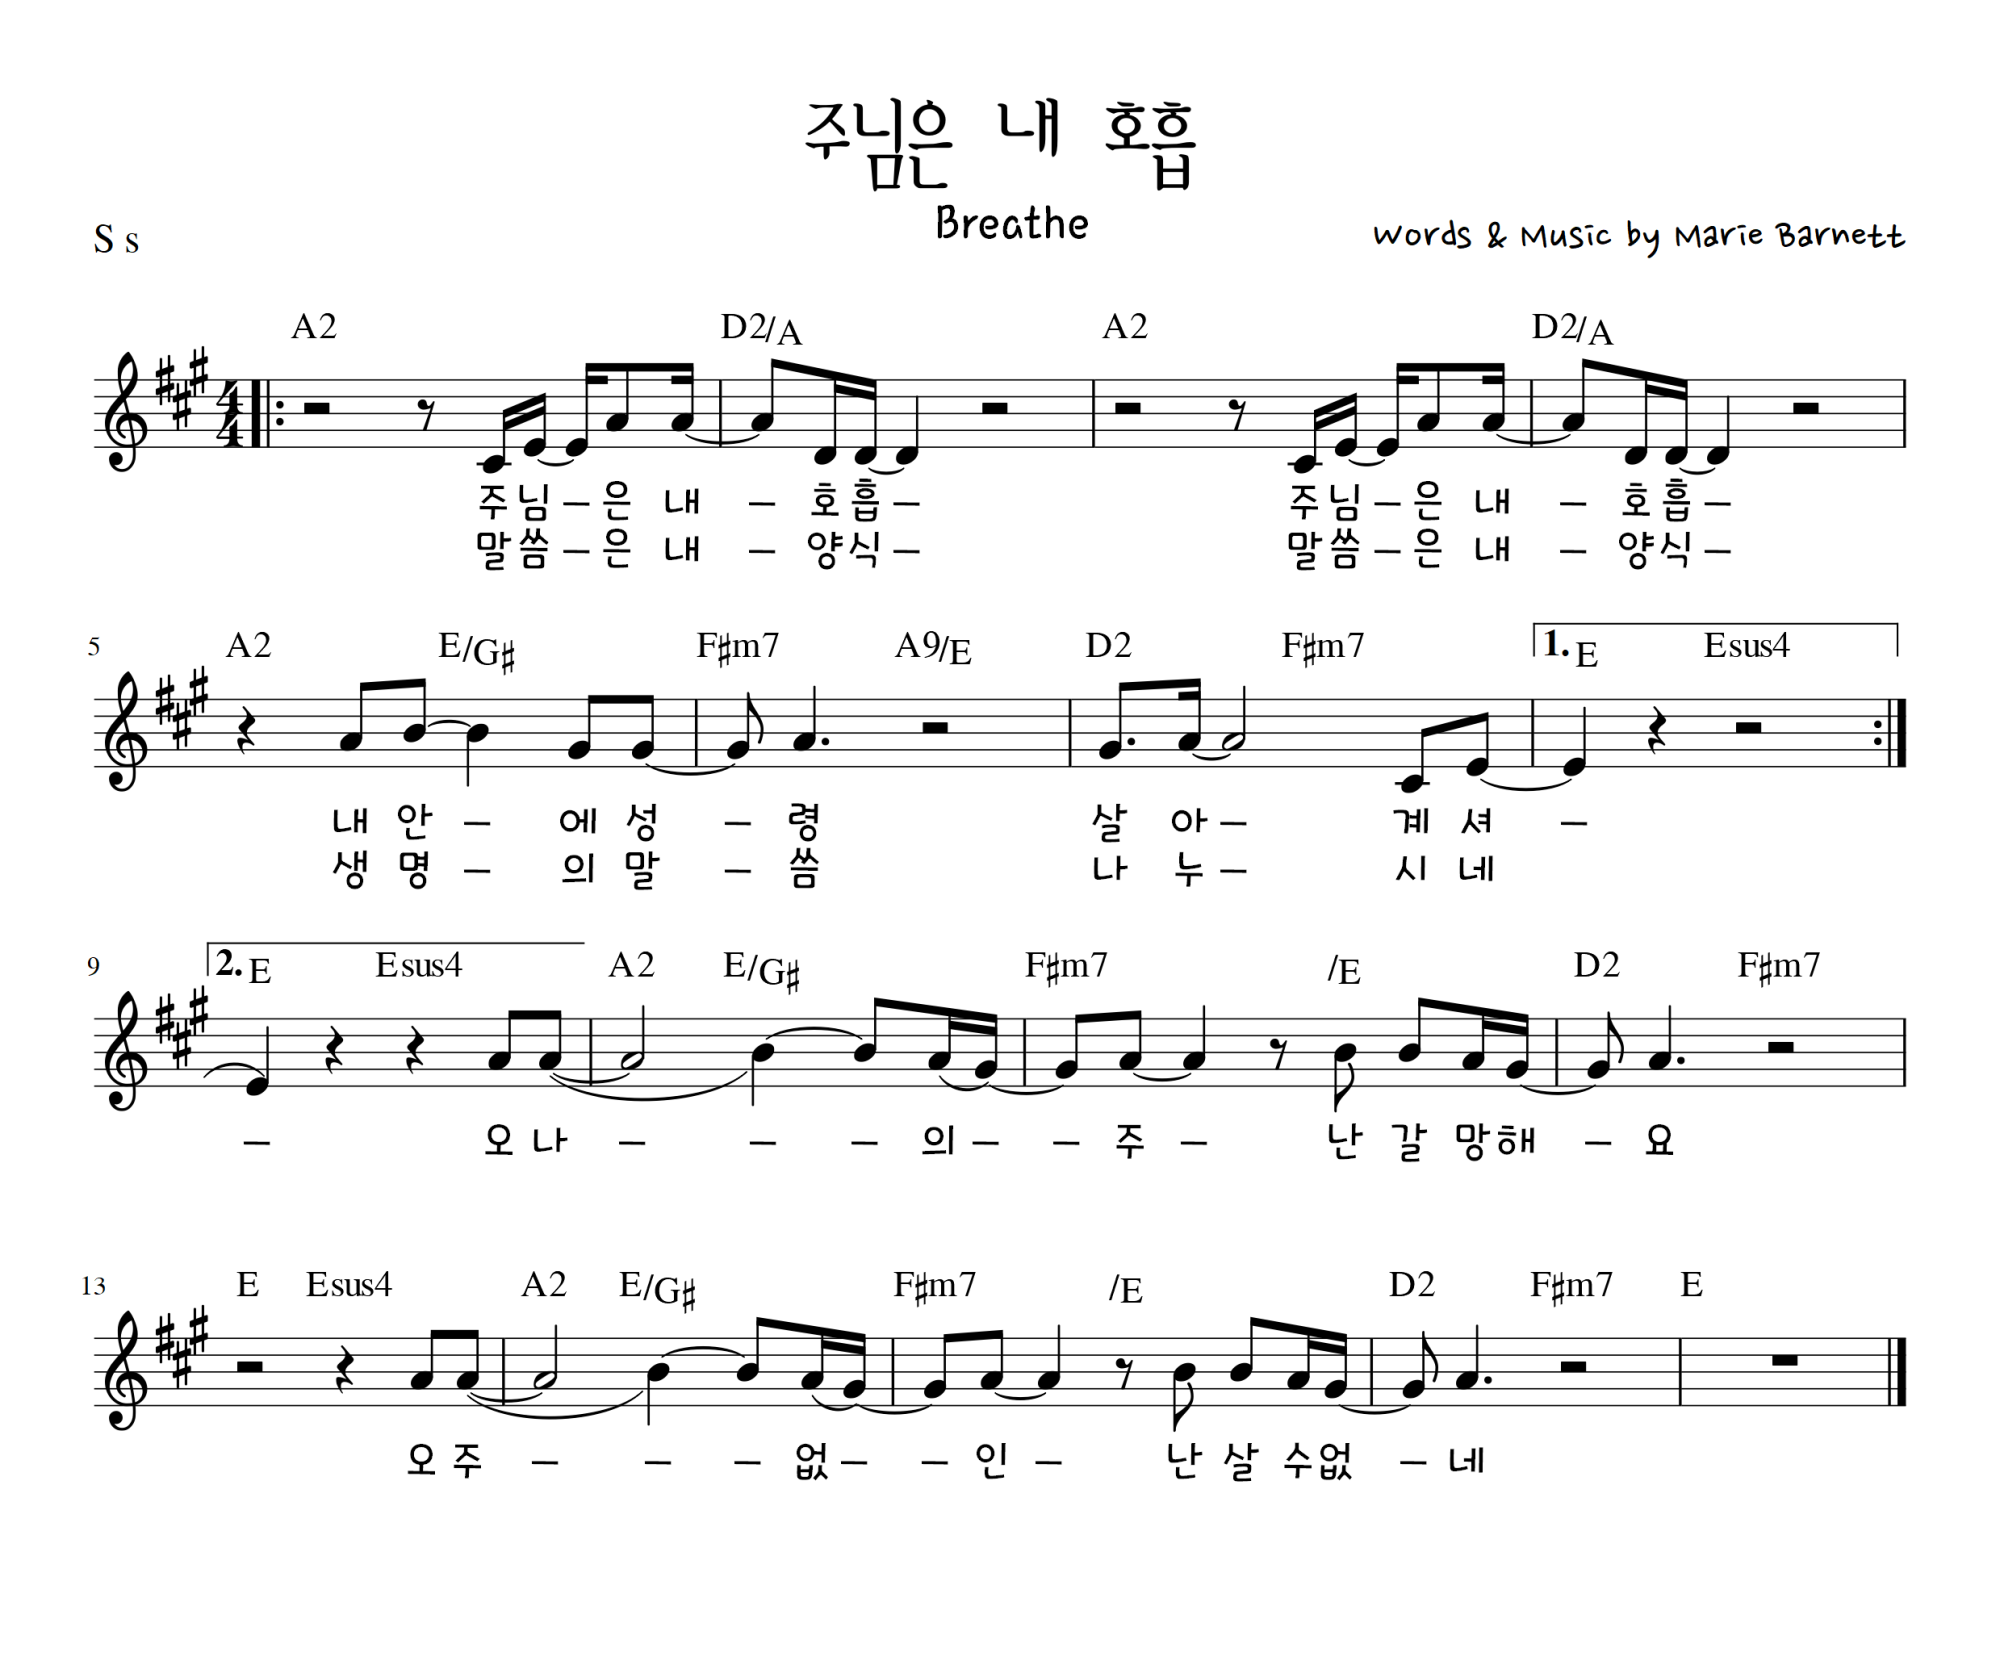 주님은 내 호흡
Breathe
S s
Words & Music by Marie Barnett
A2 D2/A A2 D2/A
4
4
주 님 – 은 내 – 호 흡 – 주 님 – 은 내 – 호 흡 –
말 씀 – 은 내 – 양 식 – 말 씀 – 은 내 – 양 식 –
5 A2 E/G♯ F♯m7 A9/E D2 F♯m7 1. E Esus4
내 안 – 에 성 – 령 살 아 – 계 셔 –
생 명 – 의 말 – 씀 나 누 – 시 네
9 2. E Esus4 A2 E/G♯ F♯m7 /E D2 F♯m7
– 오 나 – – – 의 – – 주 – 난 갈 망 해 – 요
13 E Esus4 A2 E/G♯ F♯m7 /E D2 F♯m7 E
오 주 – – – 없 – – 인 – 난 살 수 없 – 네